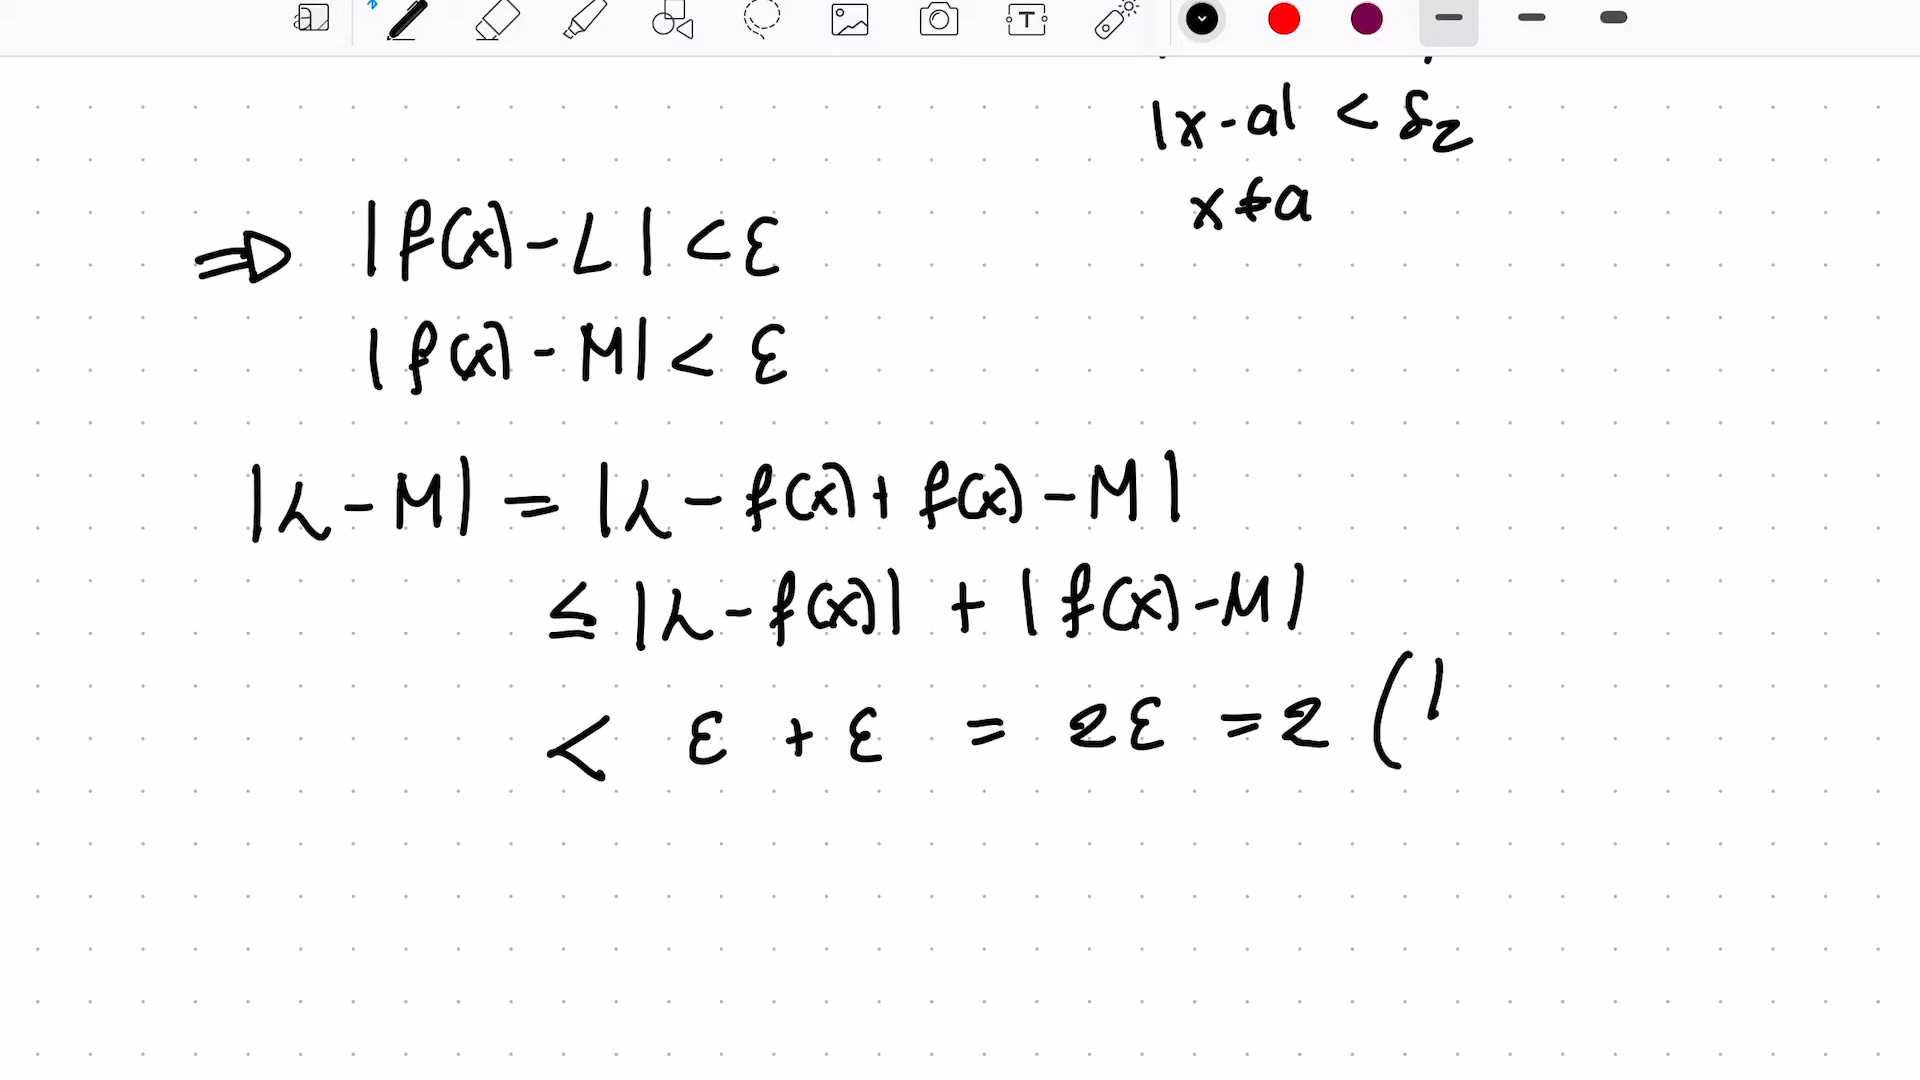 |x-a| < δ₂
x≠a
⇒ |f(x)-L| < ε
|f(x)-M| < ε
|L-M| = |L-f(x)+f(x)-M|
≤ |L-f(x)| + |f(x)-M|
< ε + ε = 2ε = 2 (|